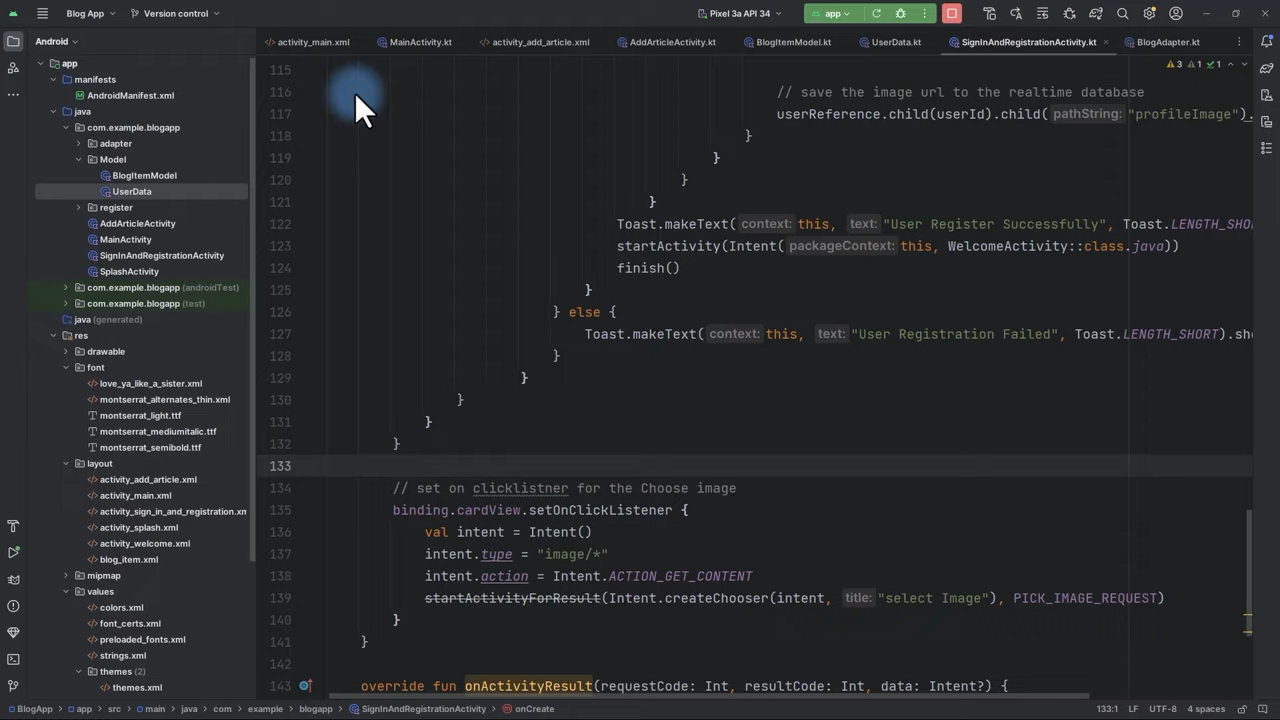 Blog App
Version control
Pixel 3a API 34
app
Android
activity_main.xml
MainActivity.kt
activity_add_article.xml
AddArticleActivity.kt
BlogItemModel.kt
UserData.kt
SignInAndRegistrationActivity.kt
BlogAdapter.kt
app
manifests
AndroidManifest.xml
java
com.example.blogapp
adapter
Model
BlogItemModel
UserData
register
AddArticleActivity
MainActivity
SignInAndRegistrationActivity
SplashActivity
com.example.blogapp (androidTest)
com.example.blogapp (test)
java (generated)
res
drawable
font
love_ya_like_a_sister.xml
montserrat_alternates_thin.xml
montserrat_light.ttf
montserrat_mediumitalic.ttf
montserrat_semibold.ttf
layout
activity_add_article.xml
activity_main.xml
activity_sign_in_and_registration.xm
activity_splash.xml
activity_welcome.xml
blog_item.xml
mipmap
values
colors.xml
font_certs.xml
preloaded_fonts.xml
strings.xml
themes (2)
themes.xml
3 1 1
115
116 // save the image url to the realtime database
117 userReference.child(userId).child( pathString: "profileImage").
118 }
119 }
120 }
121 }
122 Toast.makeText( context: this, text: "User Register Successfully", Toast.LENGTH_SHO
123 startActivity(Intent( packageContext: this, WelcomeActivity::class.java))
124 finish()
125 }
126 } else {
127 Toast.makeText( context: this, text: "User Registration Failed", Toast.LENGTH_SHORT).sho
128 }
129 }
130 }
131 }
132 }
133
134 // set on clicklistner for the Choose image
135 binding.cardView.setOnClickListener {
136 val intent = Intent()
137 intent.type = "image/*"
138 intent.action = Intent.ACTION_GET_CONTENT
139 startActivityForResult(Intent.createChooser(intent, title: "select Image"), PICK_IMAGE_REQUEST)
140 }
141 }
142
143 override fun onActivityResult(requestCode: Int, resultCode: Int, data: Intent?) {
BlogApp > app > src > main > java > com > example > blogapp > SignInAndRegistrationActivity > onCreate
133:1 LF UTF-8 4 spaces